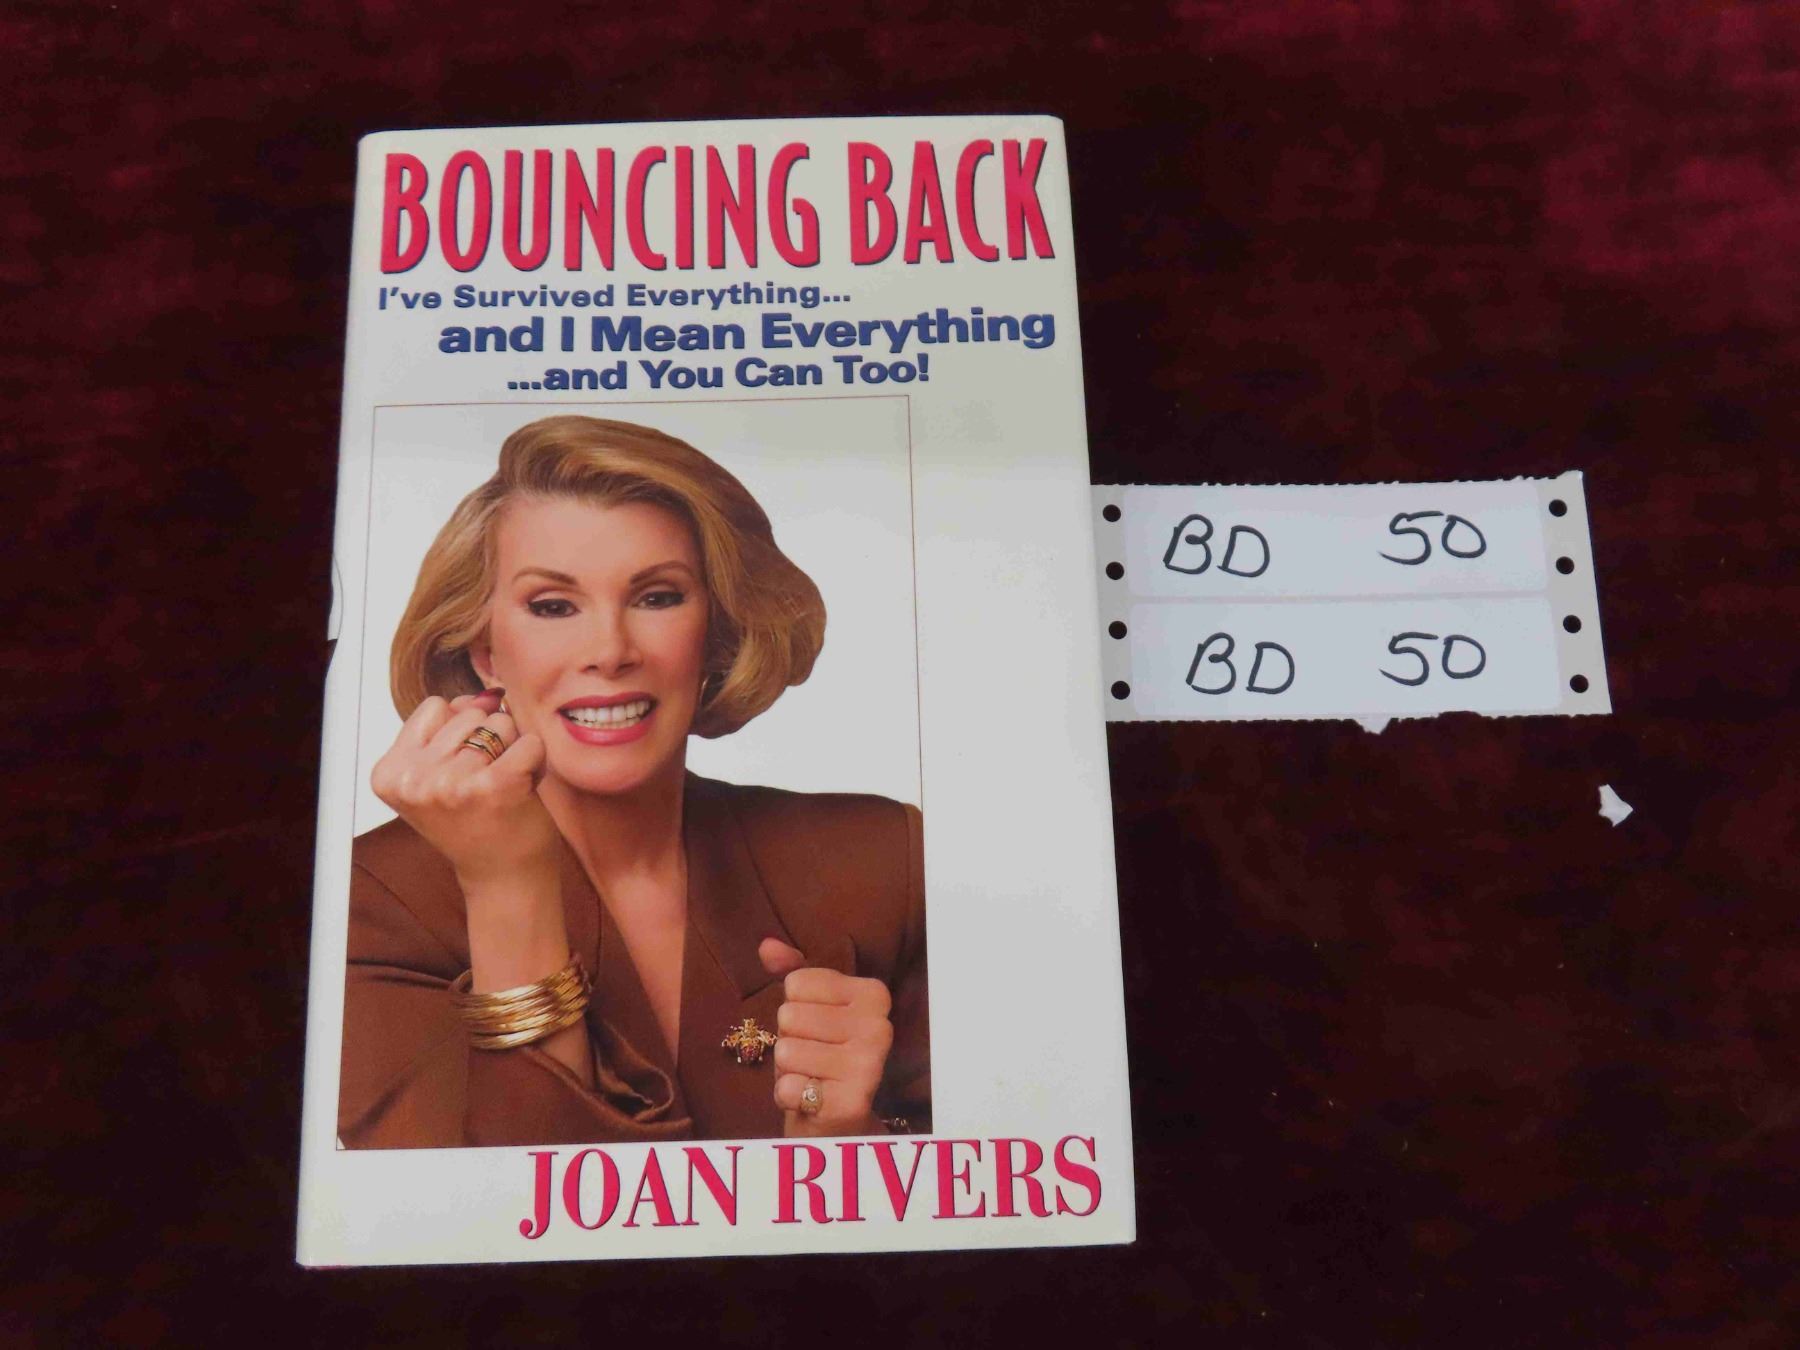 BOUNCING BACK
I've Survived Everything...
and I Mean Everything
...and You Can Too!
JOAN RIVERS
BD 50
BD 50